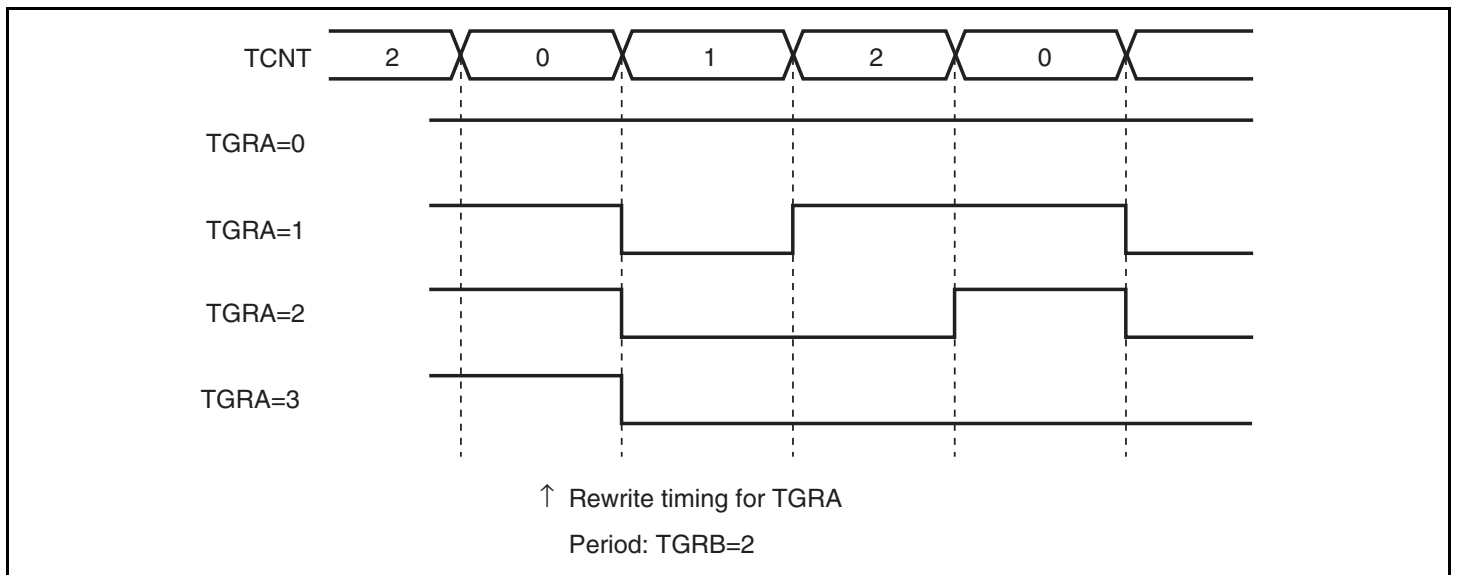 TCNT 2 0 1 2 0
TGRA=0
TGRA=1
TGRA=2
TGRA=3
↑ Rewrite timing for TGRA
Period: TGRB=2